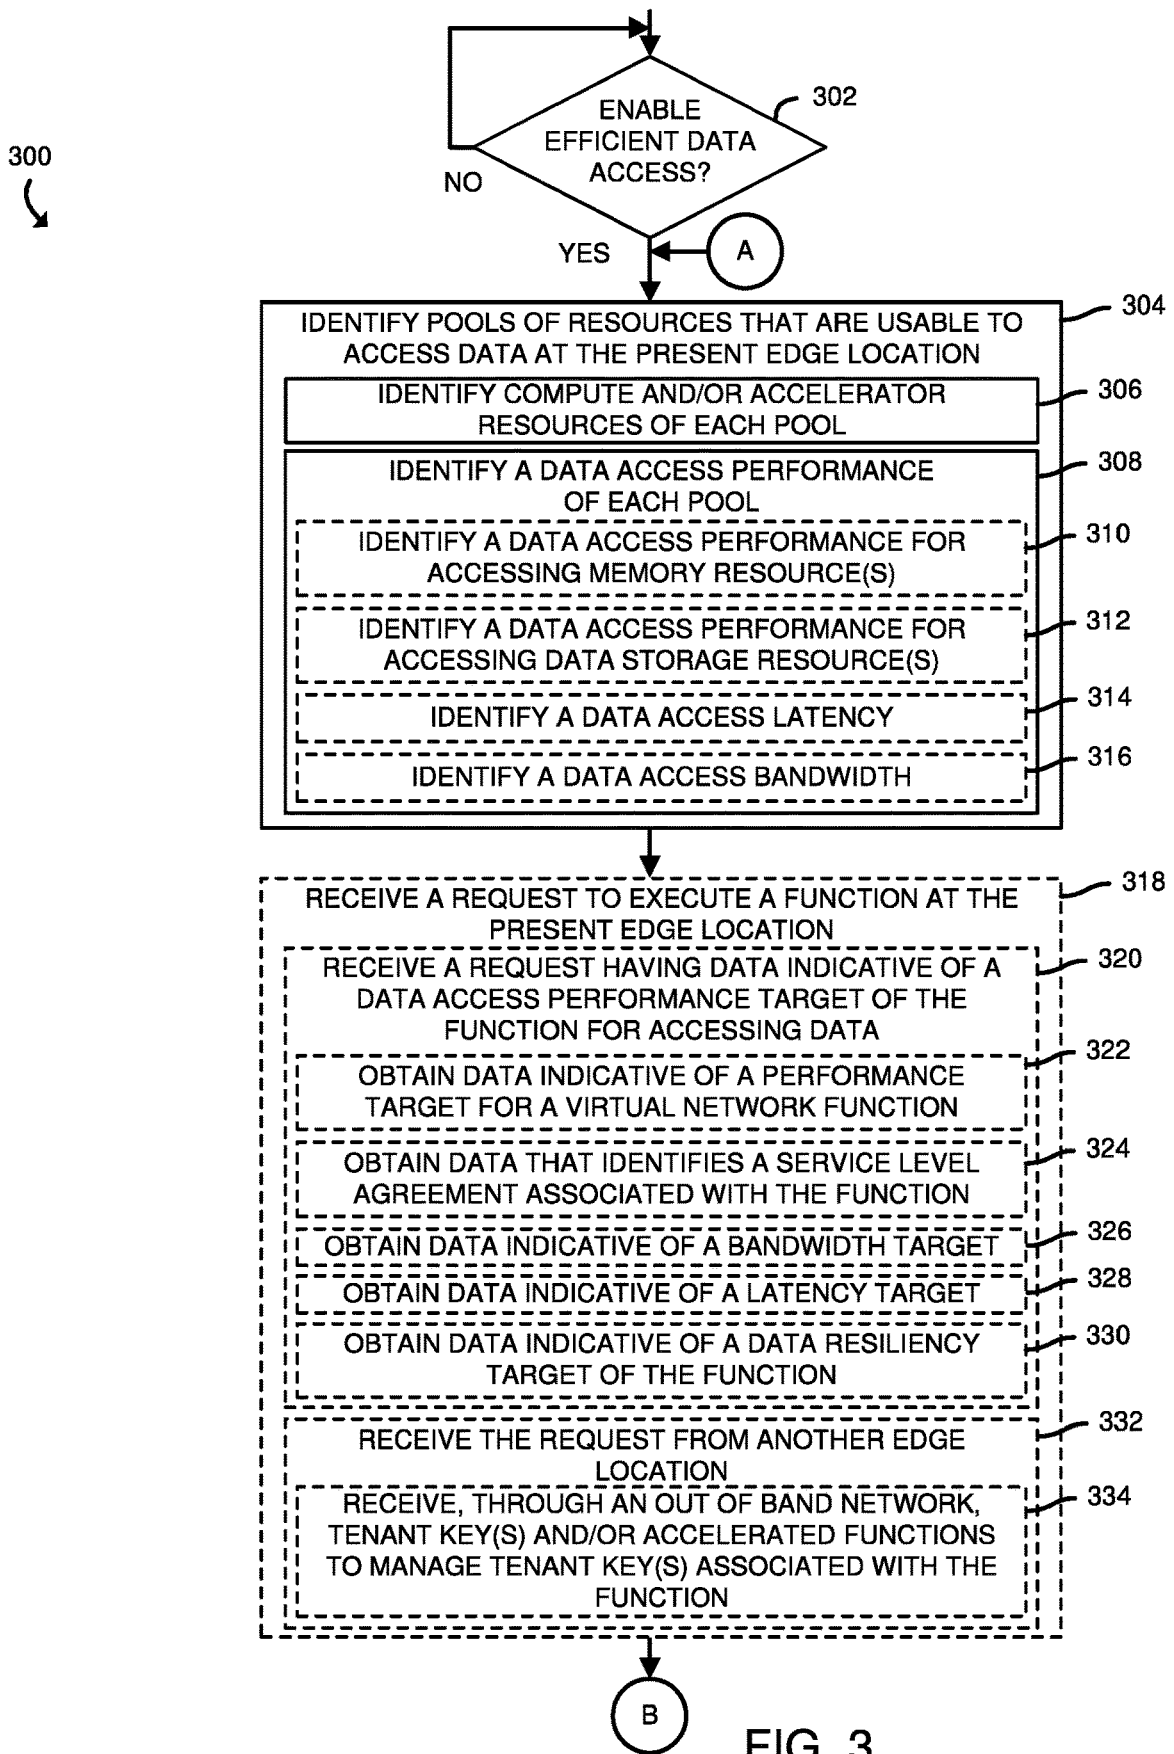 302
ENABLE
EFFICIENT DATA
ACCESS?
300
NO
YES
A
304
IDENTIFY POOLS OF RESOURCES THAT ARE USABLE TO
ACCESS DATA AT THE PRESENT EDGE LOCATION
306
IDENTIFY COMPUTE AND/OR ACCELERATOR
RESOURCES OF EACH POOL
308
IDENTIFY A DATA ACCESS PERFORMANCE
OF EACH POOL
310
IDENTIFY A DATA ACCESS PERFORMANCE FOR
ACCESSING MEMORY RESOURCE(S)
312
IDENTIFY A DATA ACCESS PERFORMANCE FOR
ACCESSING DATA STORAGE RESOURCE(S)
314
IDENTIFY A DATA ACCESS LATENCY
316
IDENTIFY A DATA ACCESS BANDWIDTH
318
RECEIVE A REQUEST TO EXECUTE A FUNCTION AT THE
PRESENT EDGE LOCATION
320
RECEIVE A REQUEST HAVING DATA INDICATIVE OF A
DATA ACCESS PERFORMANCE TARGET OF THE
FUNCTION FOR ACCESSING DATA
322
OBTAIN DATA INDICATIVE OF A PERFORMANCE
TARGET FOR A VIRTUAL NETWORK FUNCTION
324
OBTAIN DATA THAT IDENTIFIES A SERVICE LEVEL
AGREEMENT ASSOCIATED WITH THE FUNCTION
326
OBTAIN DATA INDICATIVE OF A BANDWIDTH TARGET
328
OBTAIN DATA INDICATIVE OF A LATENCY TARGET
330
OBTAIN DATA INDICATIVE OF A DATA RESILIENCY
TARGET OF THE FUNCTION
332
RECEIVE THE REQUEST FROM ANOTHER EDGE
LOCATION
334
RECEIVE, THROUGH AN OUT OF BAND NETWORK,
TENANT KEY(S) AND/OR ACCELERATED FUNCTIONS
TO MANAGE TENANT KEY(S) ASSOCIATED WITH THE
FUNCTION
B
FIG. 3